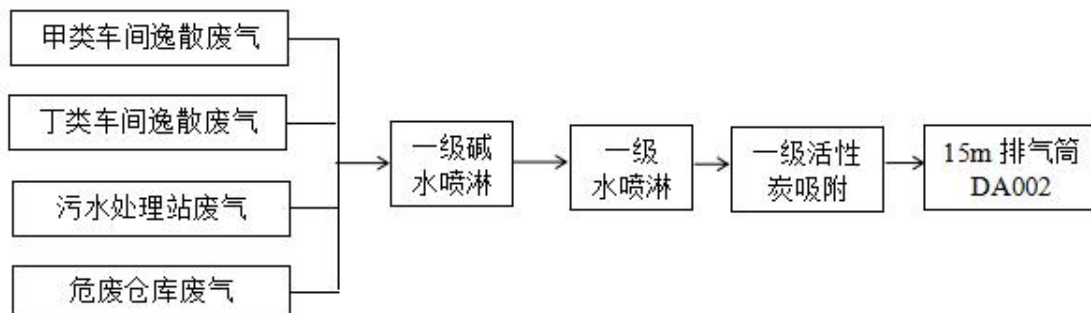 甲类车间逸散废气
丁类车间逸散废气
污水处理站废气
危废仓库废气
一级碱
水喷淋
一级
水喷淋
一级活性
炭吸附
15m 排气筒
DA002